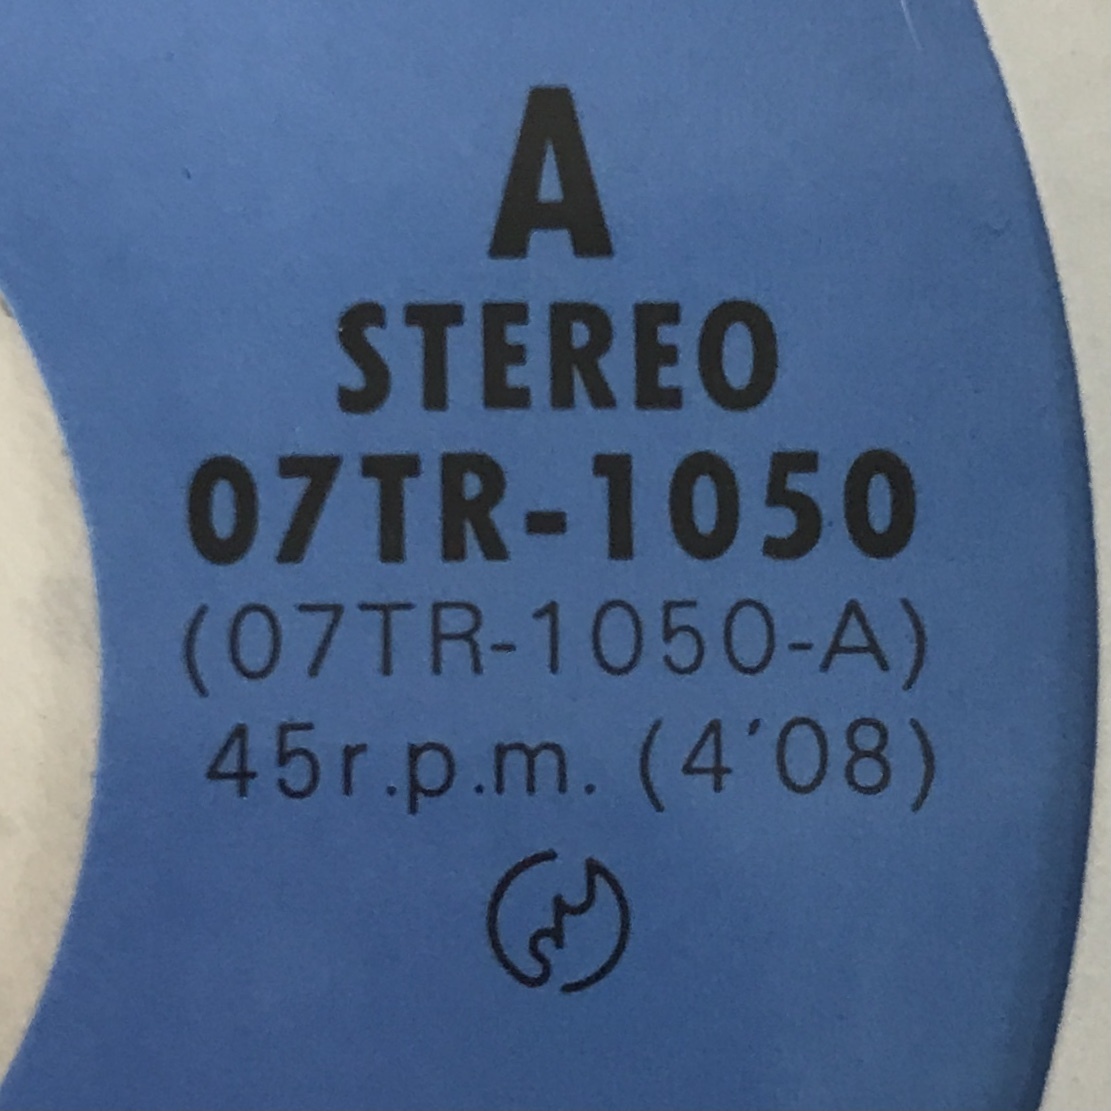 A
STEREO
07TR-1050
(07TR-1050-A)
45r.p.m. (4'08)